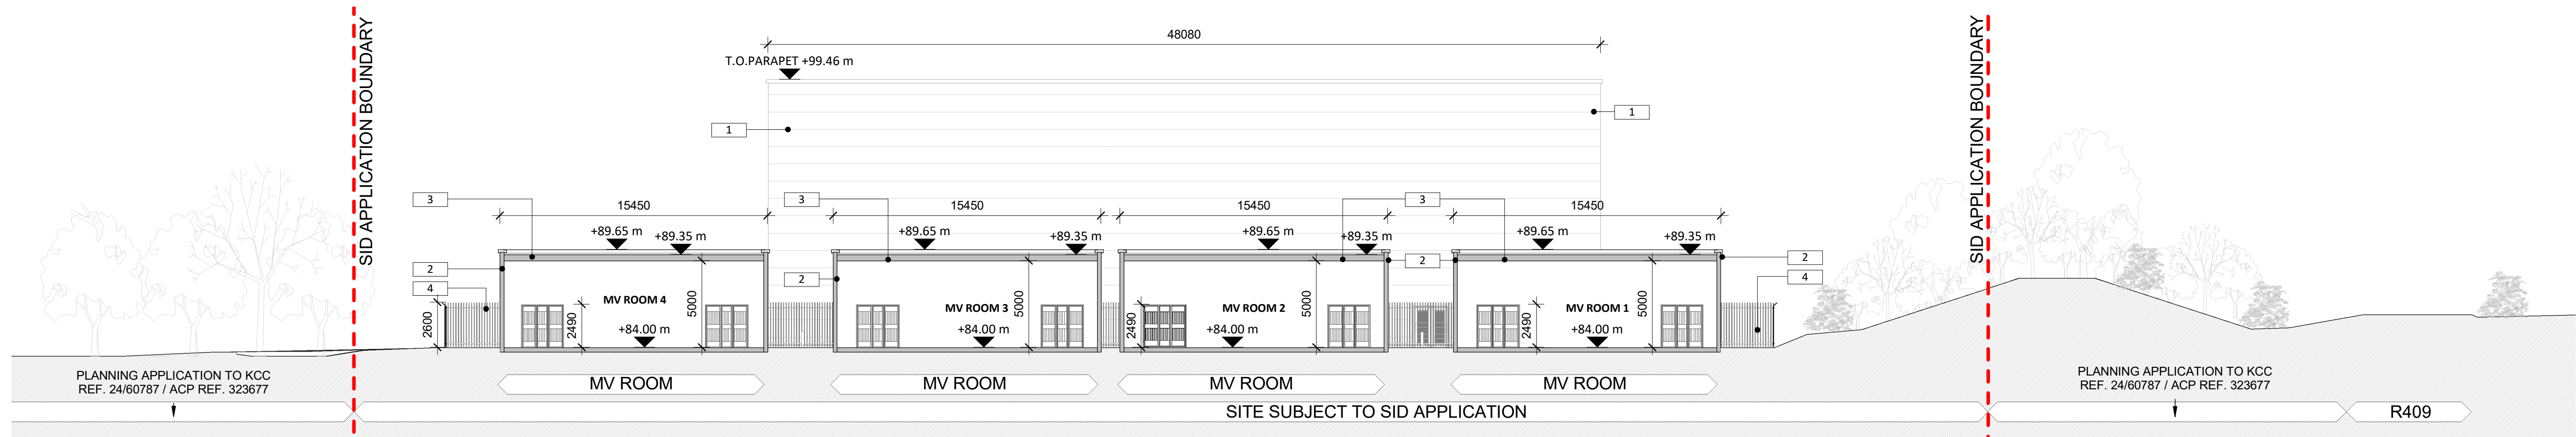 48080
T.O.PARAPET +99.46 m
1
1
SID APPLICATION BOUNDARY
SID APPLICATION BOUNDARY
3
15450
3
15450
15450
3
15450
+89.65 m
+89.35 m
+89.65 m
+89.35 m
+89.65 m
+89.35 m
+89.65 m
+89.35 m
2
4
2
2
2
4
2600
2490
MV ROOM 4
+84.00 m
5000
MV ROOM 3
+84.00 m
5000
2490
MV ROOM 2
+84.00 m
5000
2490
MV ROOM 1
+84.00 m
5000
PLANNING APPLICATION TO KCC
REF. 24/60787 / ACP REF. 323677
MV ROOM
MV ROOM
MV ROOM
MV ROOM
PLANNING APPLICATION TO KCC
REF. 24/60787 / ACP REF. 323677
SITE SUBJECT TO SID APPLICATION
R409